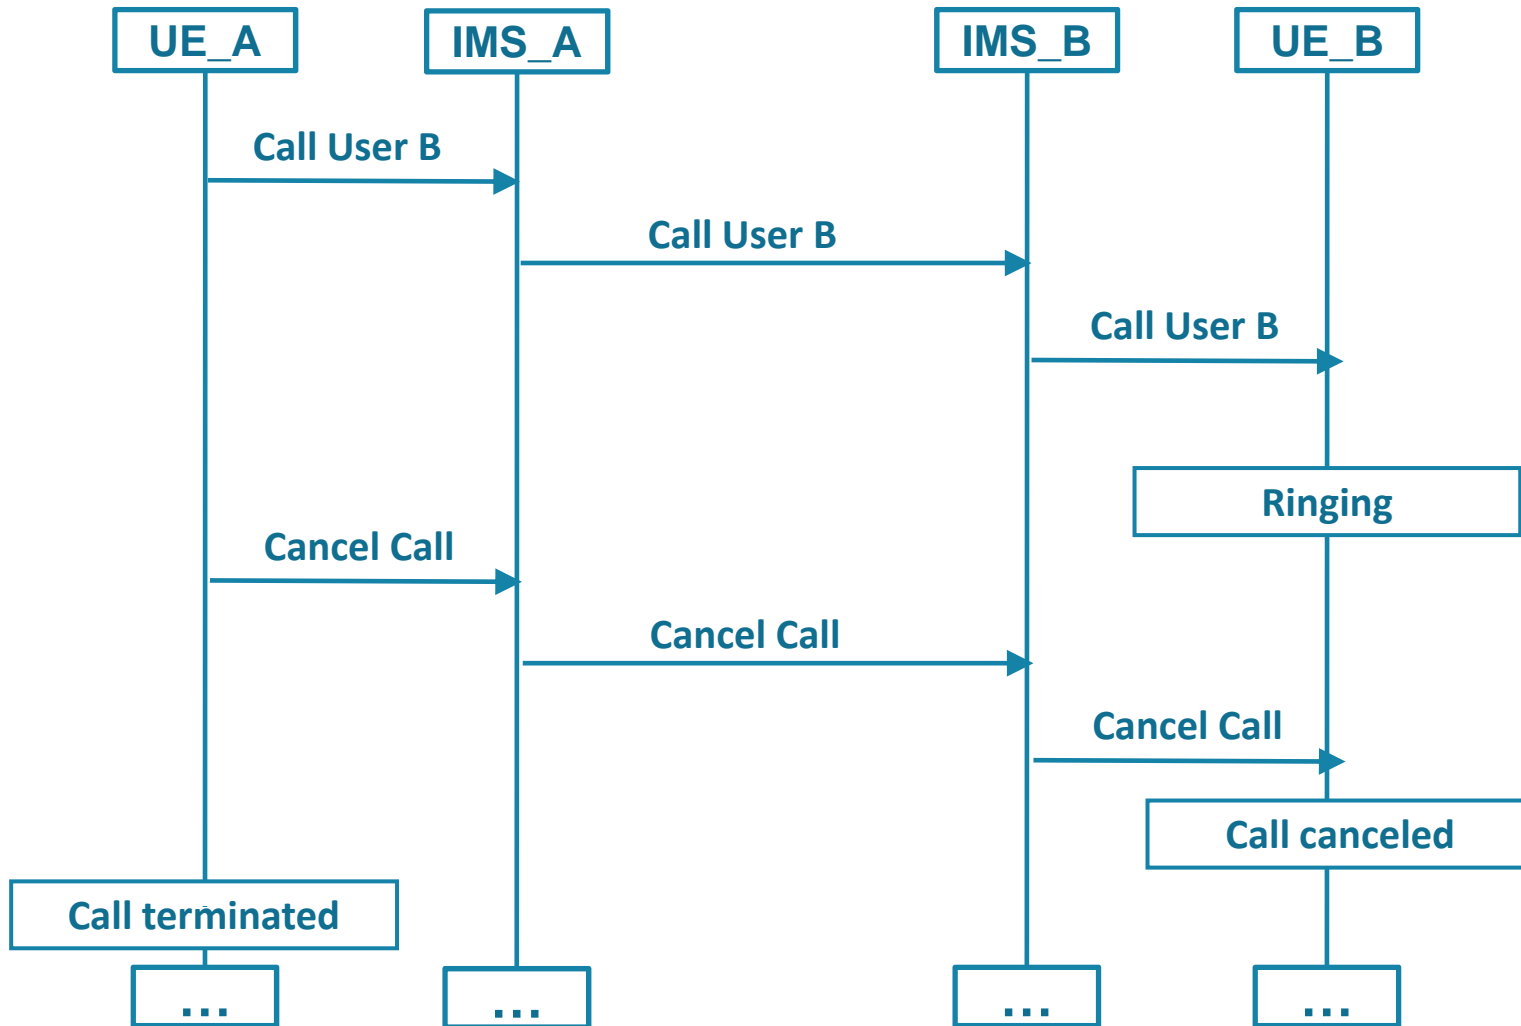 UE_A
IMS_A
IMS_B
UE_B
Call User B
Call User B
Call User B
Ringing
Cancel Call
Cancel Call
Cancel Call
Call canceled
Call terminated
...
...
...
...